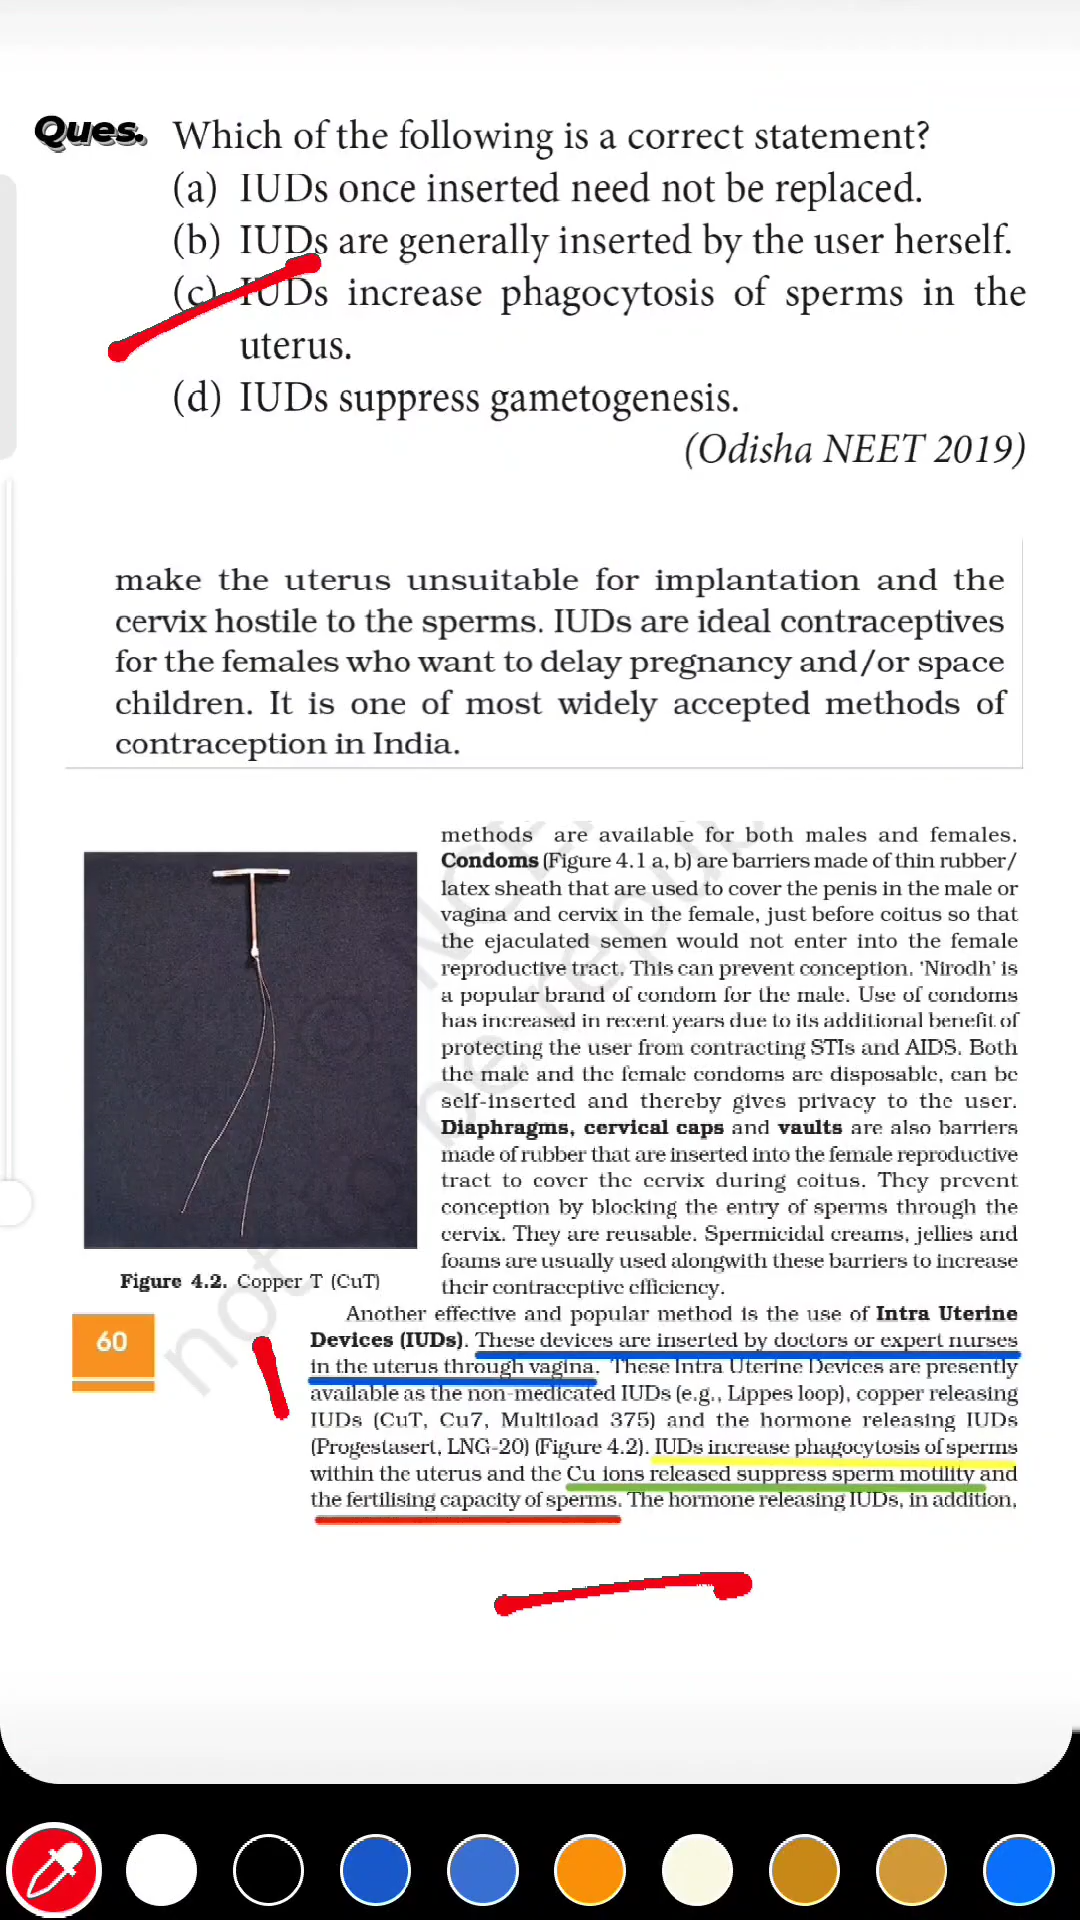 Ques. Which of the following is a correct statement?
(a) IUDs once inserted need not be replaced.
(b) IUDs are generally inserted by the user herself.
(c) IUDs increase phagocytosis of sperms in the
uterus.
(d) IUDs suppress gametogenesis.
(Odisha NEET 2019)
make the uterus unsuitable for implantation and the
cervix hostile to the sperms. IUDs are ideal contraceptives
for the females who want to delay pregnancy and/or space
children. It is one of most widely accepted methods of
contraception in India.
methods are available for both males and females.
Condoms (Figure 4.1 a, b) are barriers made of thin rubber/
latex sheath that are used to cover the penis in the male or
vagina and cervix in the female, just before coitus so that
the ejaculated semen would not enter into the female
reproductive tract. This can prevent conception. 'Nirodh' is
a popular brand of condom for the male. Use of condoms
has increased in recent years due to its additional benefit of
protecting the user from contracting STIs and AIDS. Both
the male and the female condoms are disposable, can be
self-inserted and thereby gives privacy to the user.
Diaphragms, cervical caps and vaults are also barriers
made of rubber that are inserted into the female reproductive
tract to cover the cervix during coitus. They prevent
conception by blocking the entry of sperms through the
cervix. They are reusable. Spermicidal creams, jellies and
foams are usually used alongwith these barriers to increase
their contraceptive efficiency.
Figure 4.2. Copper T (CuT)
60
Another effective and popular method is the use of Intra Uterine
Devices (IUDs). These devices are inserted by doctors or expert nurses
in the uterus through vagina. These Intra Uterine Devices are presently
available as the non-medicated IUDs (e.g., Lippes loop), copper releasing
IUDs (CuT, Cu7, Multiload 375) and the hormone releasing IUDs
(Progestasert, LNG-20) (Figure 4.2). IUDs increase phagocytosis of sperms
within the uterus and the Cu ions released suppress sperm motility and
the fertilising capacity of sperms. The hormone releasing IUDs, in addition,
not be repu